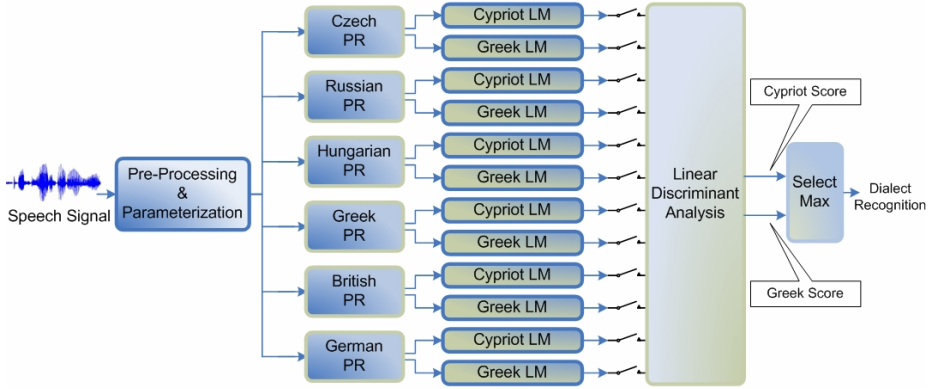 Speech Signal
Pre-Processing
&
Parameterization
Czech
PR
Cypriot LM
Greek LM
Russian
PR
Cypriot LM
Greek LM
Hungarian
PR
Cypriot LM
Greek LM
Greek
PR
Cypriot LM
Greek LM
British
PR
Cypriot LM
Greek LM
German
PR
Cypriot LM
Greek LM
Linear
Discriminant
Analysis
Cypriot Score
Greek Score
Select
Max
Dialect
Recognition